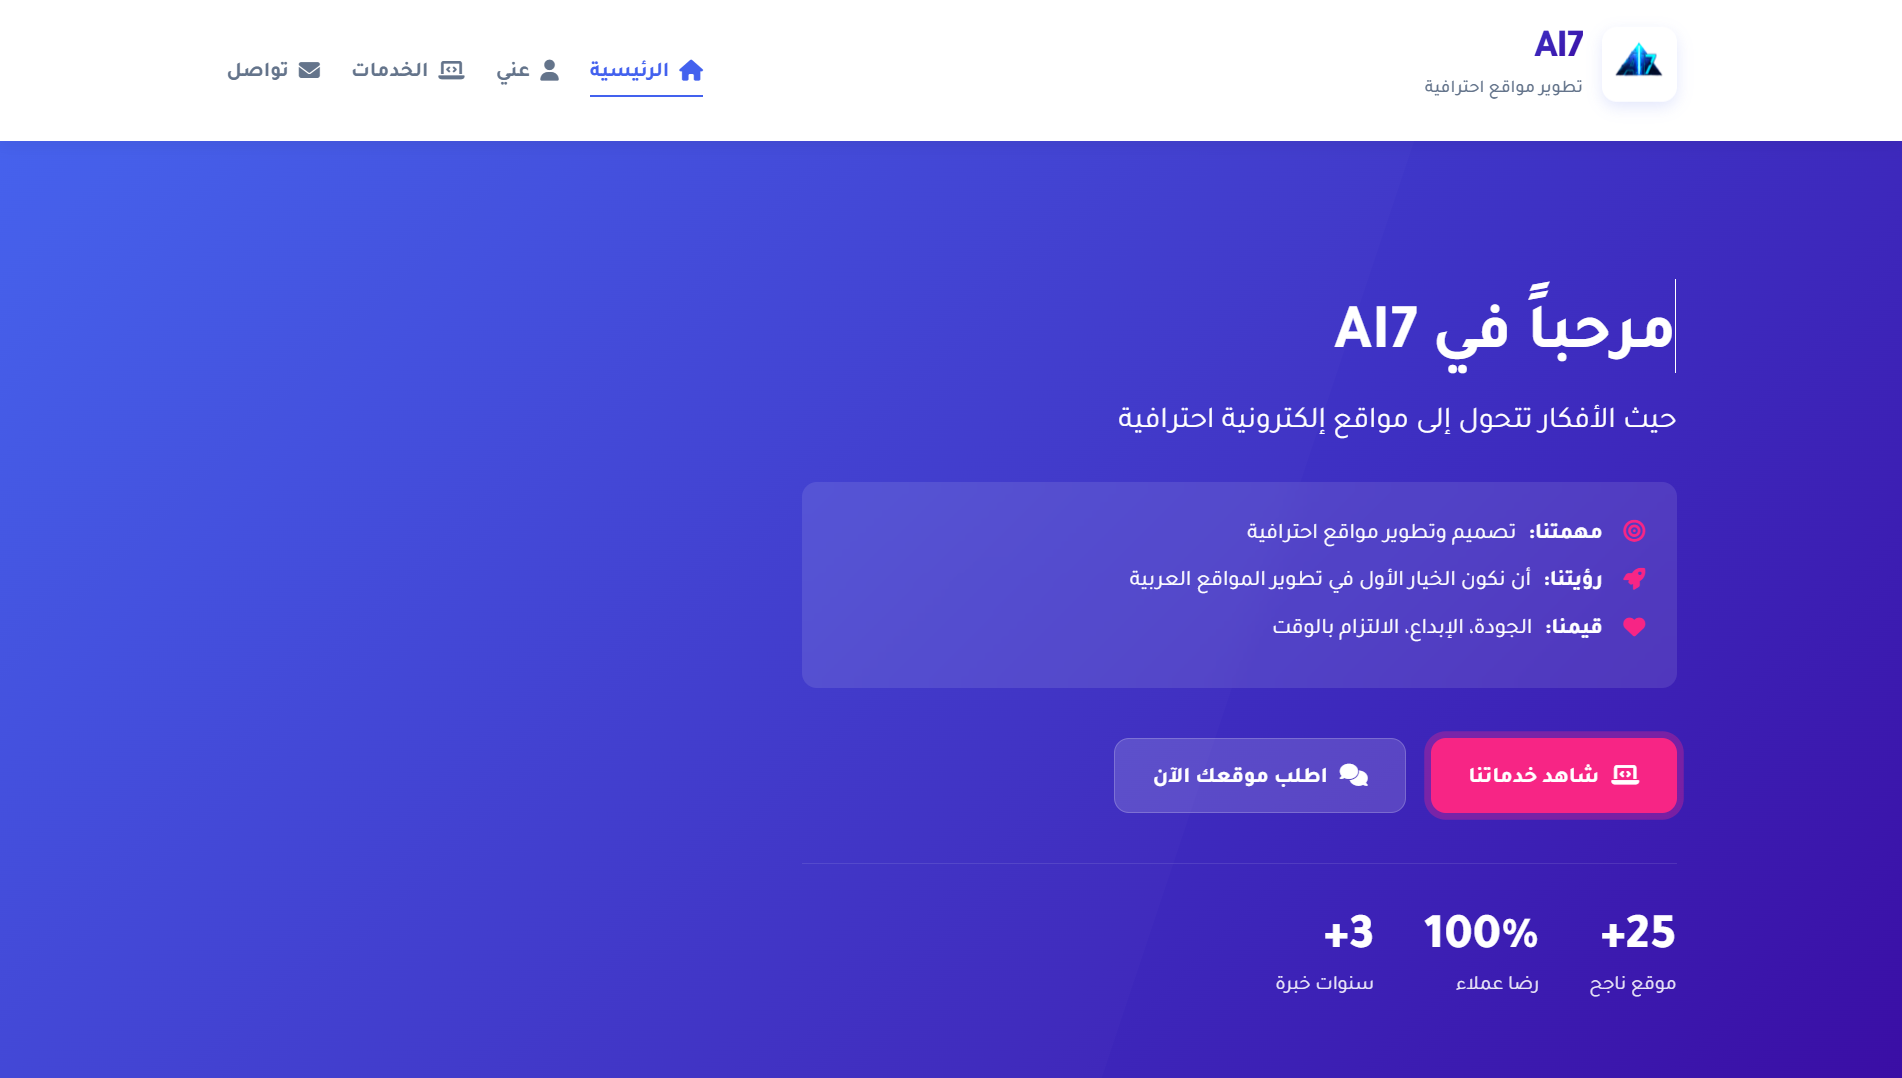 AI7
تطوير مواقع احترافية
الرئيسية
عني
الخدمات
تواصل
مرحباً في AI7
حيث الأفكار تتحول إلى مواقع إلكترونية احترافية
مهمتنا: تصميم وتطوير مواقع احترافية
رؤيتنا: أن نكون الخيار الأول في تطوير المواقع العربية
قيمنا: الجودة، الإبداع، الالتزام بالوقت
شاهد خدماتنا
اطلب موقعك الآن
+25
موقع ناجح
100%
رضا عملاء
+3
سنوات خبرة